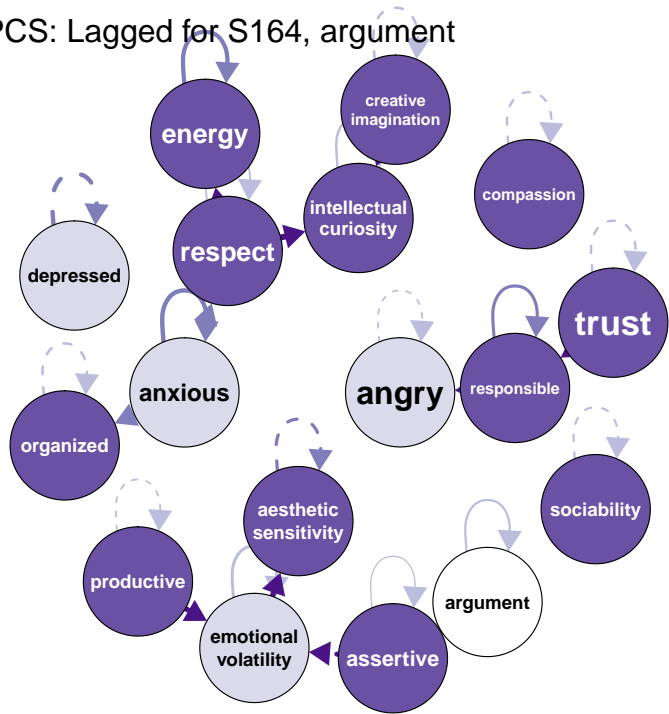 PCS: Lagged for S164, argument
creative
imagination
energy
compassion
intellectual
curiosity
respect
depressed
trust
anxious
angry
responsible
organized
sociability
aesthetic
sensitivity
productive
argument
emotional
volatility
assertive